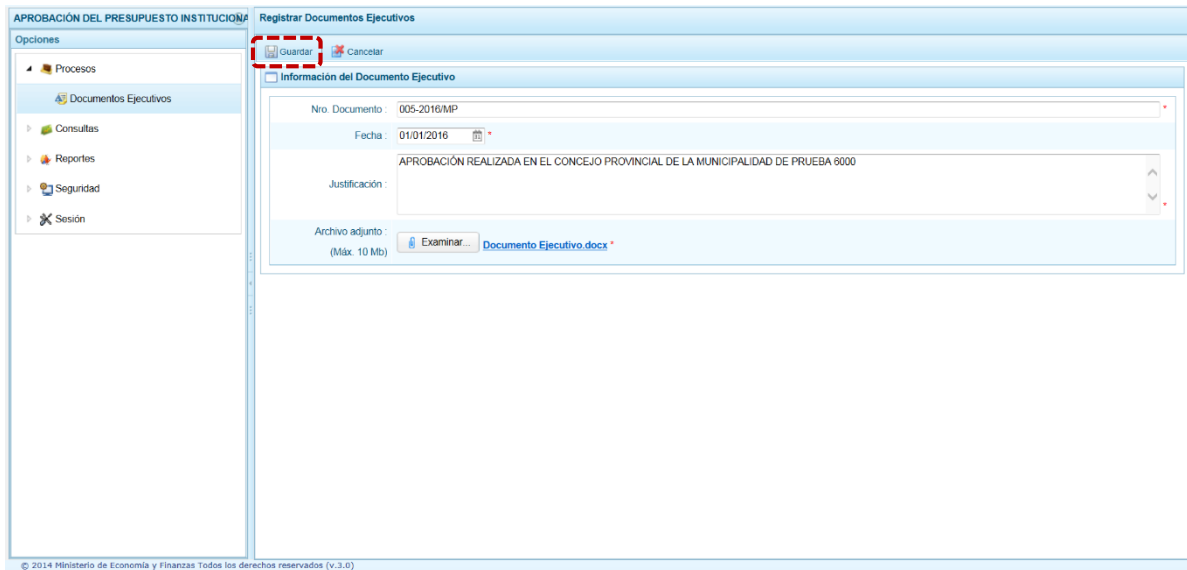 APROBACIÓN DEL PRESUPUESTO INSTITUCIONA
Opciones
Procesos
Documentos Ejecutivos
Consultas
Reportes
Seguridad
Sesión
Registrar Documentos Ejecutivos
Guardar Cancelar
Información del Documento Ejecutivo
Nro. Documento : 005-2016/MP *
Fecha : 01/01/2016 *
Justificación : APROBACIÓN REALIZADA EN EL CONCEJO PROVINCIAL DE LA MUNICIPALIDAD DE PRUEBA 6000 *
Archivo adjunto :
(Máx. 10 Mb) Examinar... Documento Ejecutivo.docx *
© 2014 Ministerio de Economía y Finanzas Todos los derechos reservados (v.3.0)